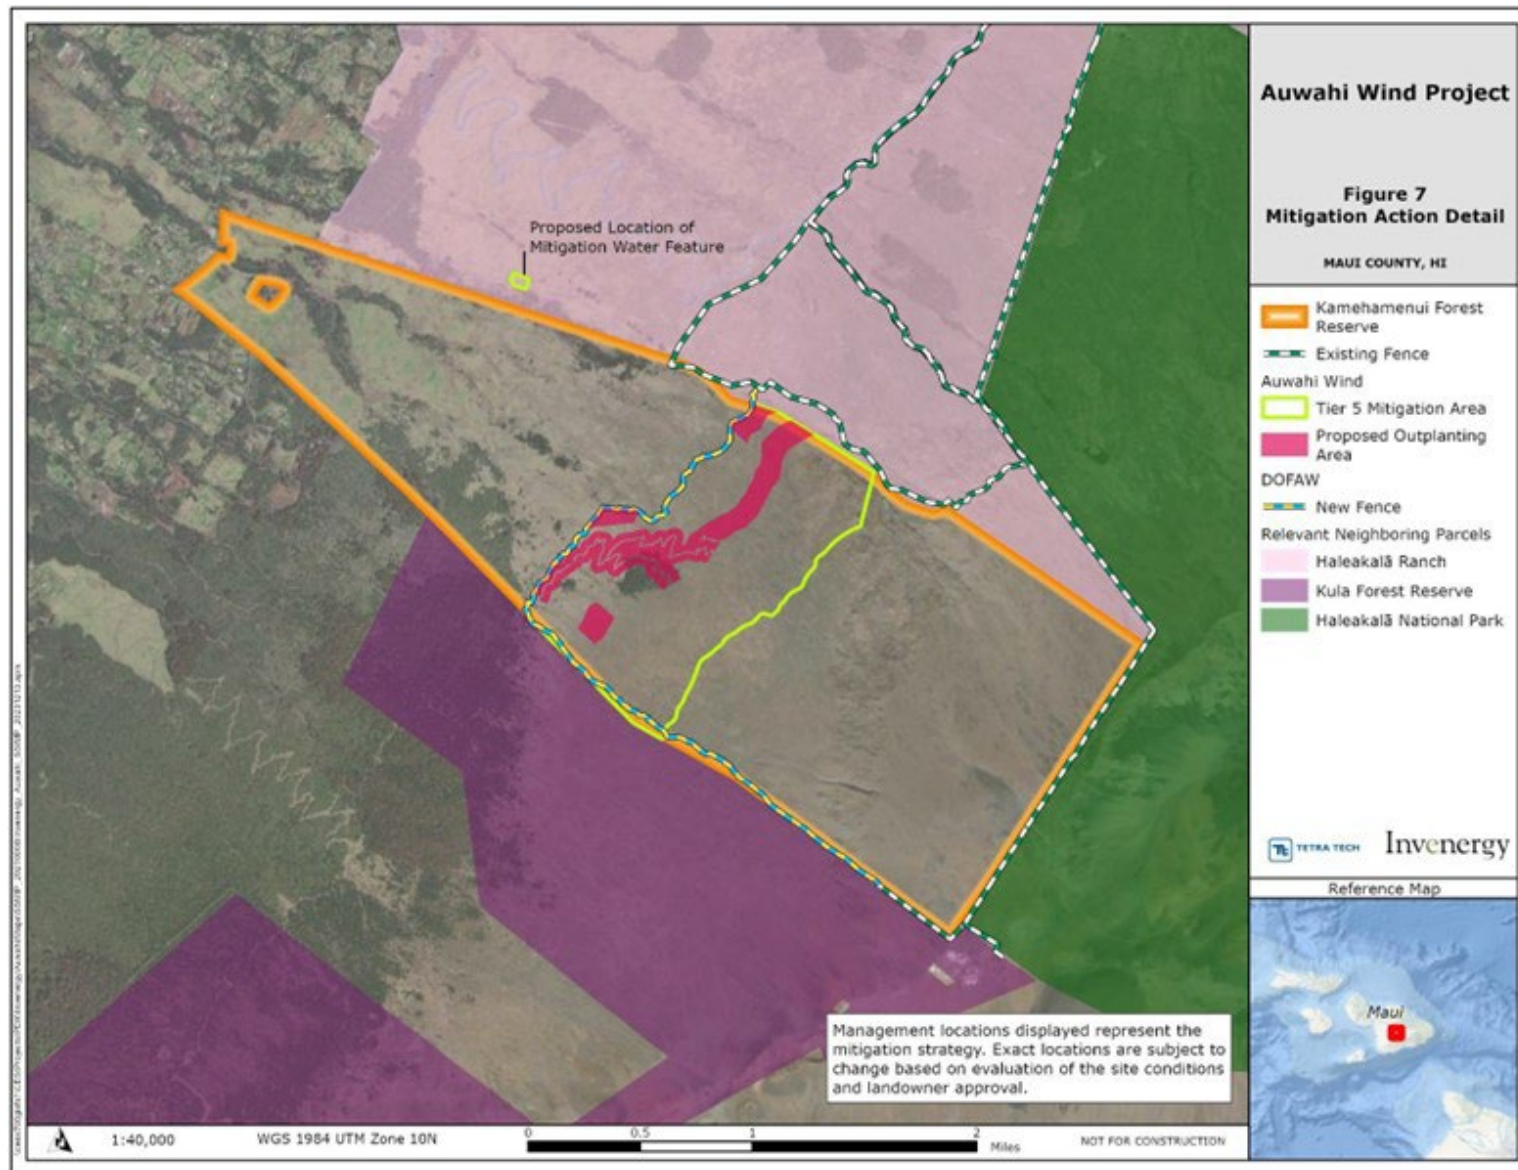 Auwahi Wind Project
Figure 7
Mitigation Action Detail
MAUI COUNTY, HI
Proposed Location of
Mitigation Water Feature
Kamehamenui Forest
Reserve
Existing Fence
Auwahi Wind
Tier 5 Mitigation Area
Proposed Outplanting
Area
DOFAW
New Fence
Relevant Neighboring Parcels
Haleakalā Ranch
Kula Forest Reserve
Haleakalā National Park
TETRA TECH
Invenergy
Reference Map
Maui
Management locations displayed represent the
mitigation strategy. Exact locations are subject to
change based on evaluation of the site conditions
and landowner approval.
1:40,000
WGS 1984 UTM Zone 10N
0 0.5 1 2
Miles
NOT FOR CONSTRUCTION